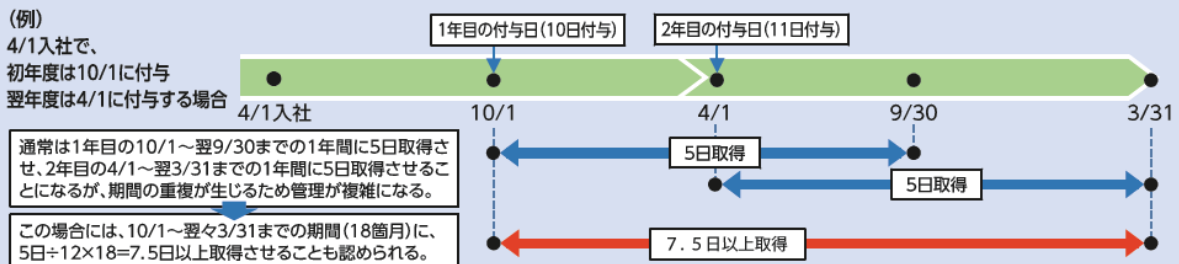 (例)
4/1入社で、
初年度は10/1に付与
翌年度は4/1に付与する場合
1年目の付与日(10日付与)
2年目の付与日(11日付与)
4/1入社
10/1
4/1
9/30
3/31
通常は1年目の10/1～翌9/30までの1年間に5日取得さ
せ、2年目の4/1～翌3/31までの1年間に5日取得させるこ
とになるが、期間の重複が生じるため管理が複雑になる。
5日取得
5日取得
この場合には、10/1～翌々3/31までの期間(18箇月)に、
5日÷12×18=7.5日以上取得させることも認められる。
7.5日以上取得